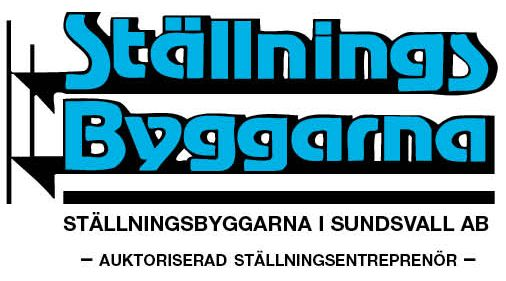 Ställnings
Byggarna
STÄLLNINGSBYGGARNA I SUNDSVALL AB
– AUKTORISERAD STÄLLNINGSENTREPRENÖR –